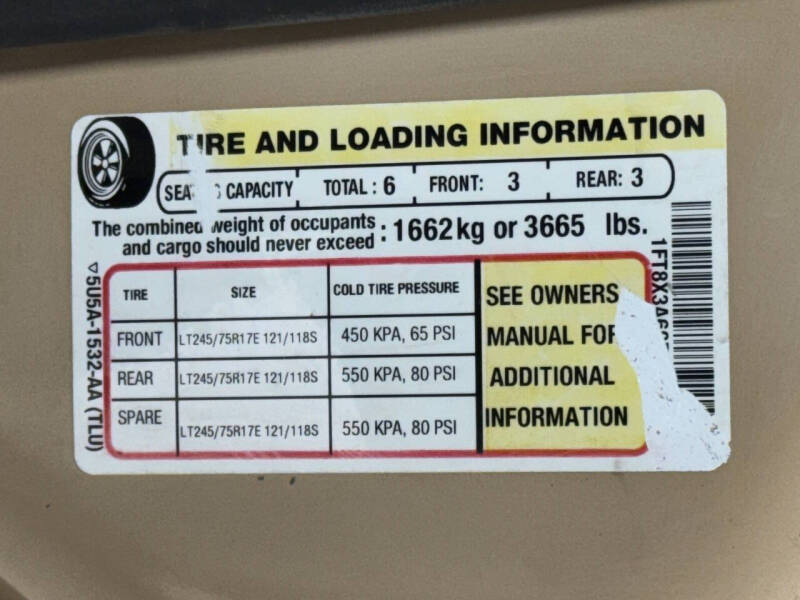 TIRE AND LOADING INFORMATION
CAPACITY TOTAL : 6 FRONT: 3 REAR: 3
The combined weight of occupants
and cargo should never exceed : 1662kg or 3665 lbs.
TIRE SIZE COLD TIRE PRESSURE
FRONT LT245/75R17E 121/118S 450 KPA, 65 PSI
REAR LT245/75R17E 121/118S 550 KPA, 80 PSI
SPARE LT245/75R17E 121/118S 550 KPA, 80 PSI
SEE OWNERS
MANUAL FOR
ADDITIONAL
INFORMATION
▽5U5A-1532-AA (TLU)
1FT8X3A6